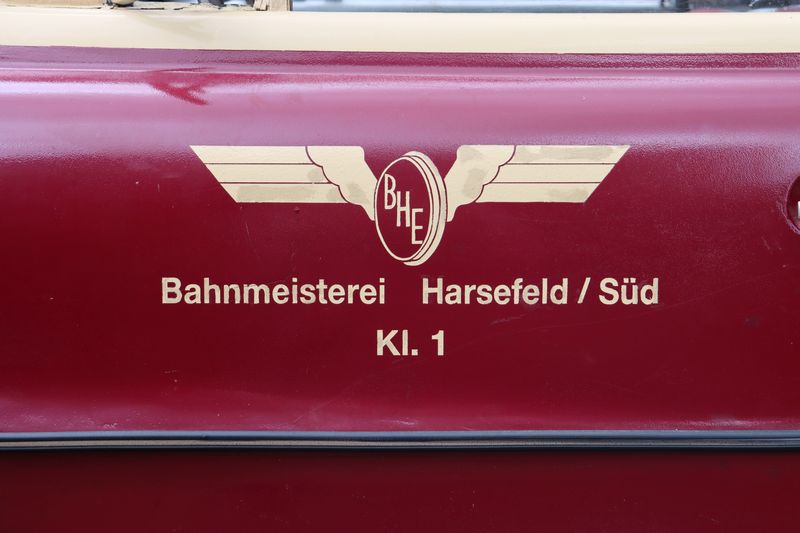 BHE
Bahnmeisterei Harsefeld / Süd
Kl. 1